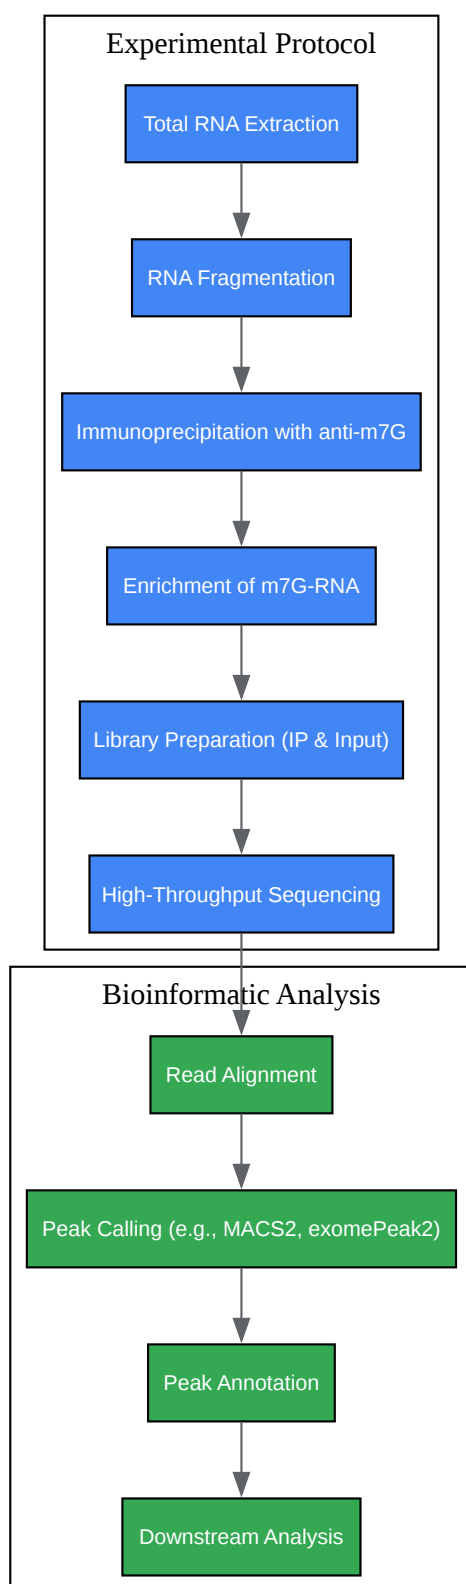 Experimental Protocol
Total RNA Extraction
RNA Fragmentation
Immunoprecipitation with anti-m7G
Enrichment of m7G-RNA
Library Preparation (IP & Input)
High-Throughput Sequencing
Bioinformatic Analysis
Read Alignment
Peak Calling (e.g., MACS2, exomePeak2)
Peak Annotation
Downstream Analysis